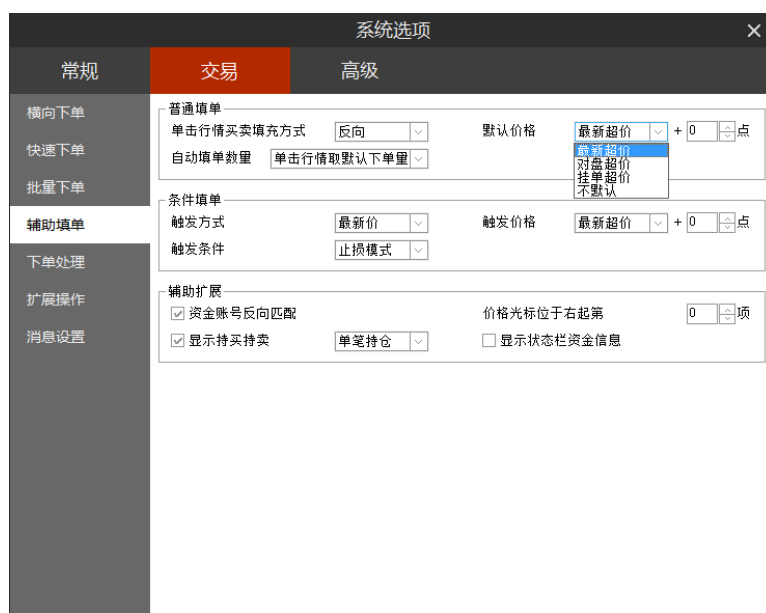 系统选项
常规 交易 高级
横向下单
快速下单
批量下单
辅助填单
下单处理
扩展操作
消息设置
普通填单
单击行情买卖填充方式 反向 默认价格 最新超价 + 0 点
最新超价
对盘超价
挂单超价
不默认
自动填单数量 单击行情取默认下单量
条件填单
触发方式 最新价 触发价格 最新超价 + 0 点
触发条件 止损模式
辅助扩展
资金账号反向匹配 价格光标位于右起第 0 项
显示持买持卖 单笔持仓 显示状态栏资金信息